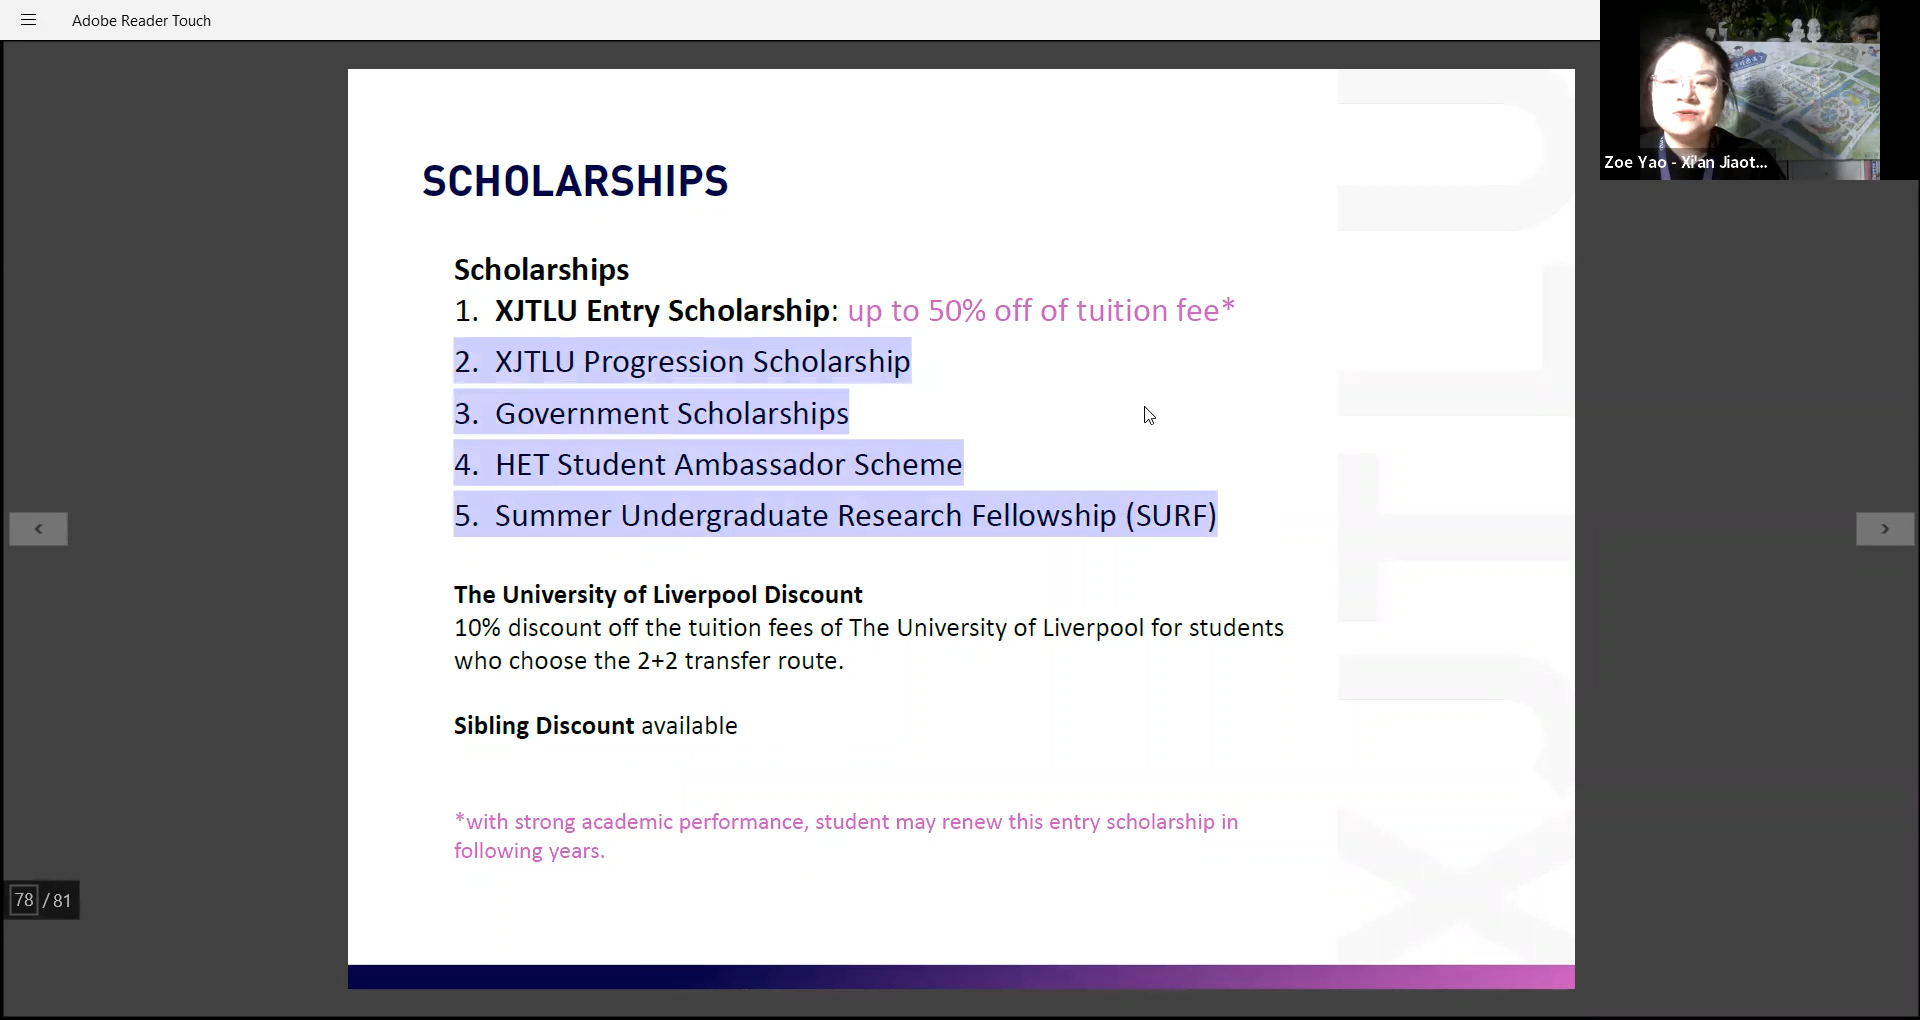 Adobe Reader Touch
Zoe Yao - Xi'an Jiaot...
SCHOLARSHIPS
Scholarships
1. XJTLU Entry Scholarship: up to 50% off of tuition fee*
2. XJTLU Progression Scholarship
3. Government Scholarships
4. HET Student Ambassador Scheme
5. Summer Undergraduate Research Fellowship (SURF)
The University of Liverpool Discount
10% discount off the tuition fees of The University of Liverpool for students
who choose the 2+2 transfer route.
Sibling Discount available
*with strong academic performance, student may renew this entry scholarship in
following years.
78 / 81
XJTLU